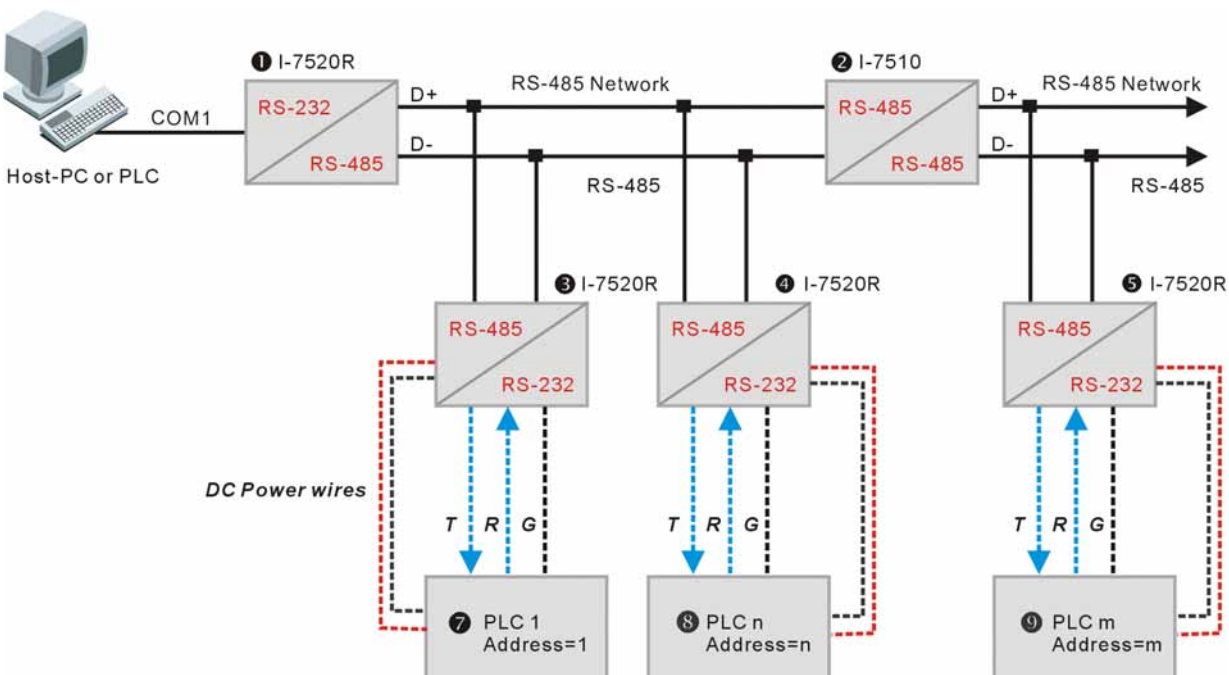 ❶ I-7520R
❷ I-7510
D+
RS-485 Network
D+
RS-485 Network
RS-232
RS-485
COM1
D-
RS-485
RS-485
RS-485
D-
RS-485
Host-PC or PLC
❸ I-7520R
❹ I-7520R
❺ I-7520R
RS-485
RS-232
RS-485
RS-232
RS-485
RS-232
DC Power wires
T R G
T R G
T R G
❼ PLC 1
Address=1
❽ PLC n
Address=n
❾ PLC m
Address=m